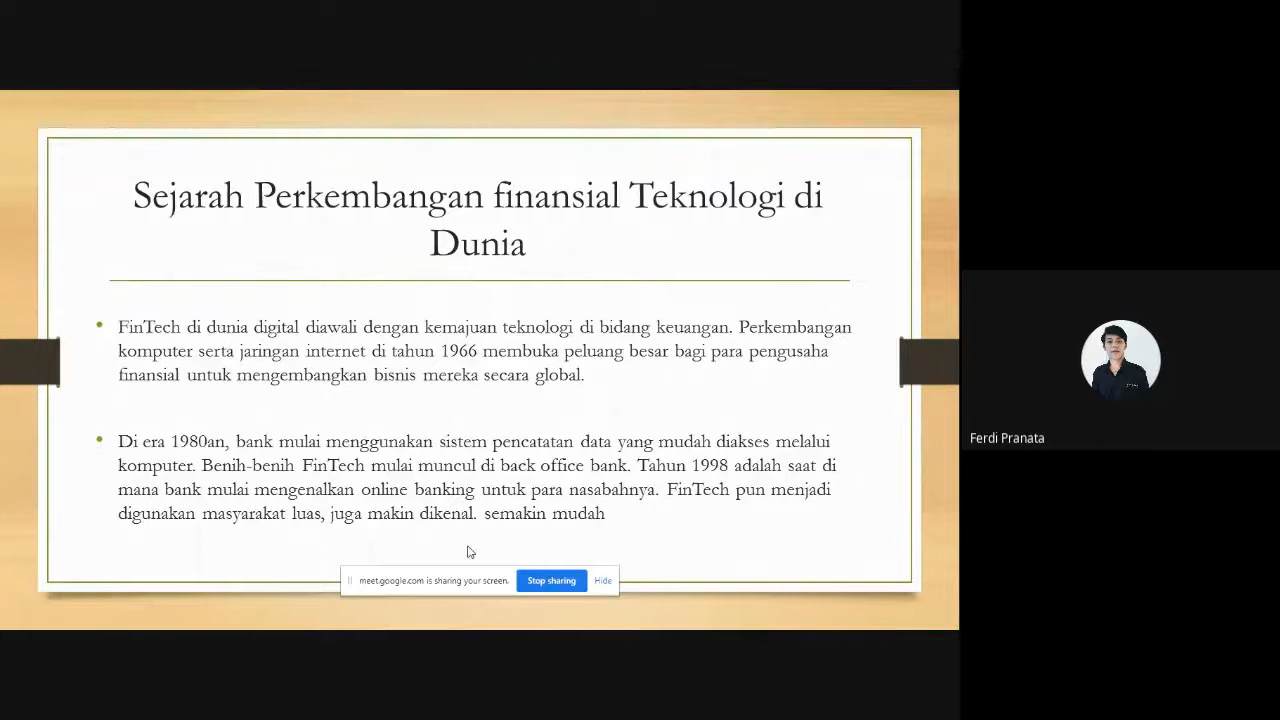 Sejarah Perkembangan finansial Teknologi di
Dunia
• FinTech di dunia digital diawali dengan kemajuan teknologi di bidang keuangan. Perkembangan
komputer serta jaringan internet di tahun 1966 membuka peluang besar bagi para pengusaha
finansial untuk mengembangkan bisnis mereka secara global.
• Di era 1980an, bank mulai menggunakan sistem pencatatan data yang mudah diakses melalui
komputer. Benih-benih FinTech mulai muncul di back office bank. Tahun 1998 adalah saat di
mana bank mulai mengenalkan online banking untuk para nasabahnya. FinTech pun menjadi
digunakan masyarakat luas, juga makin dikenal. semakin mudah
meet.google.com is sharing your screen. Stop sharing Hide
Ferdi Pranata